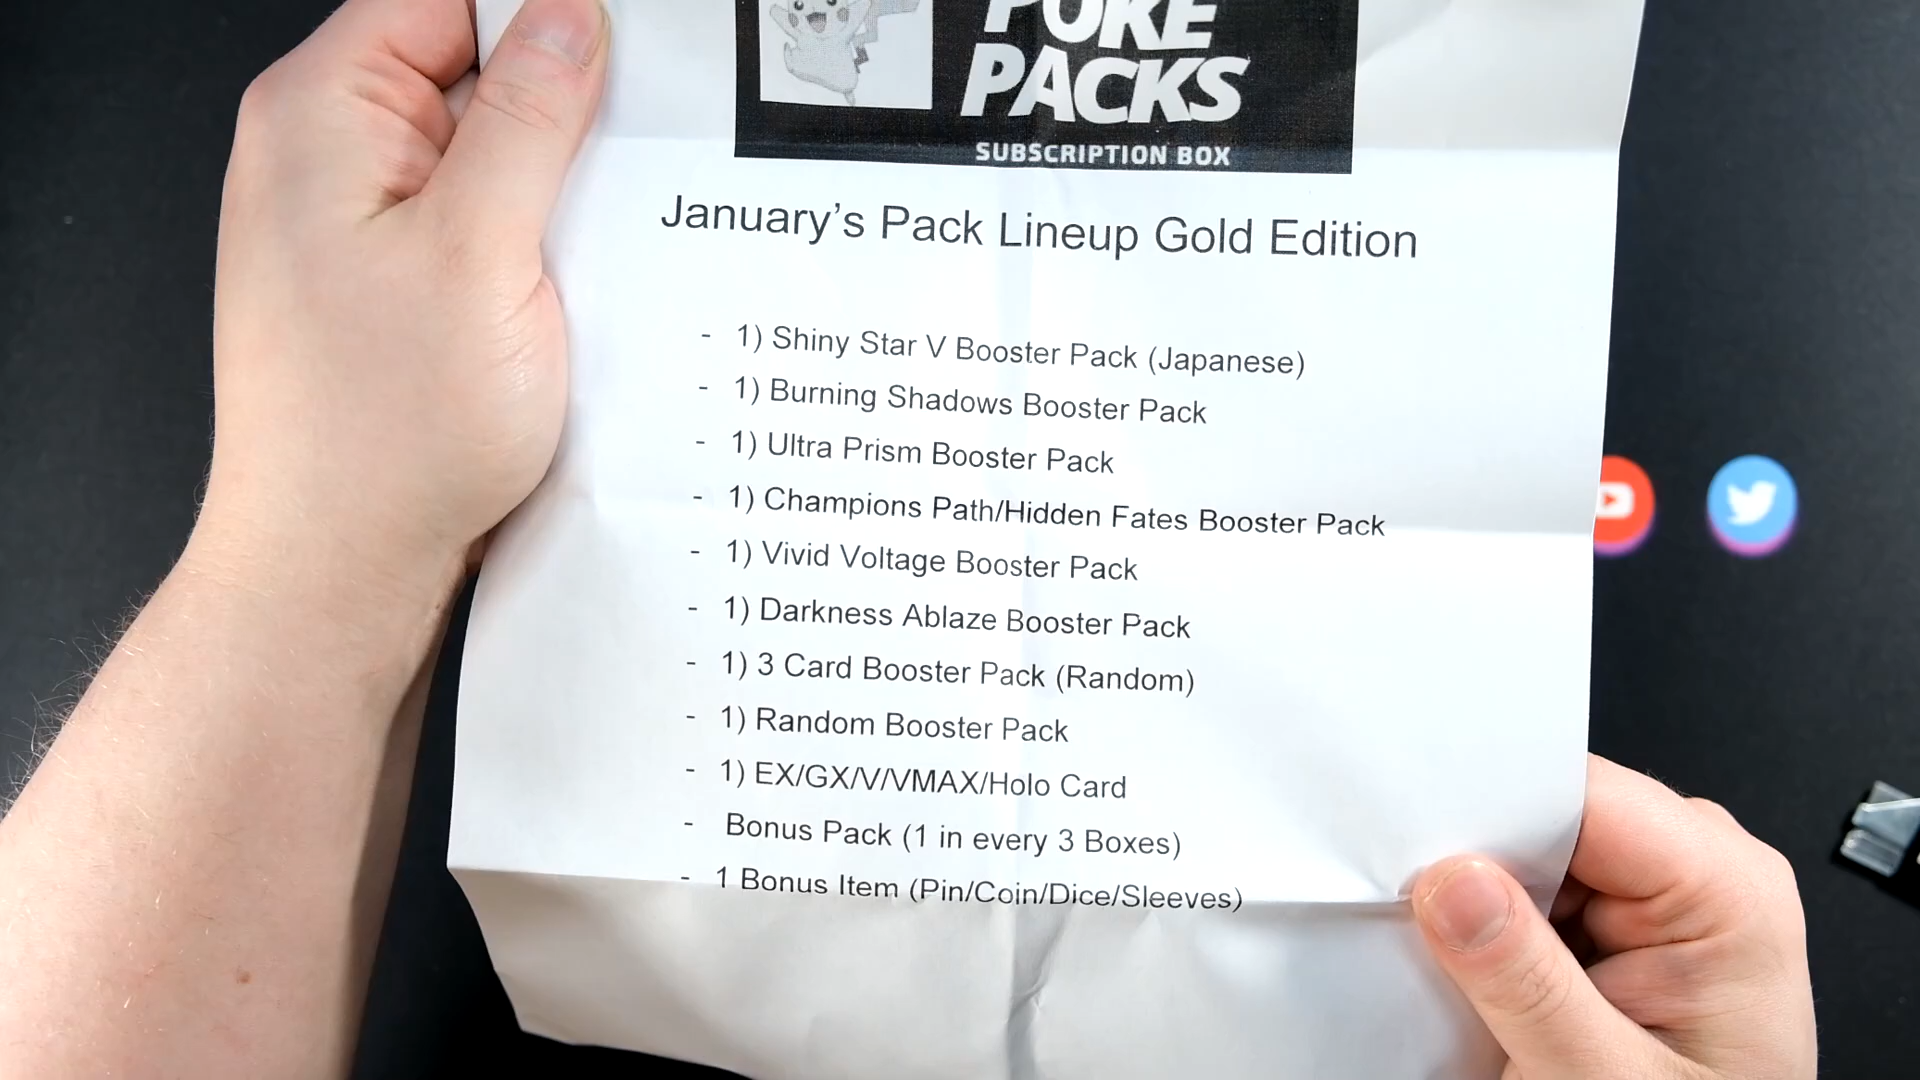 POKE
PACKS
SUBSCRIPTION BOX
January's Pack Lineup Gold Edition
- 1) Shiny Star V Booster Pack (Japanese)
- 1) Burning Shadows Booster Pack
- 1) Ultra Prism Booster Pack
- 1) Champions Path/Hidden Fates Booster Pack
- 1) Vivid Voltage Booster Pack
- 1) Darkness Ablaze Booster Pack
- 1) 3 Card Booster Pack (Random)
- 1) Random Booster Pack
- 1) EX/GX/V/VMAX/Holo Card
- Bonus Pack (1 in every 3 Boxes)
- 1 Bonus Item (Pin/Coin/Dice/Sleeves)